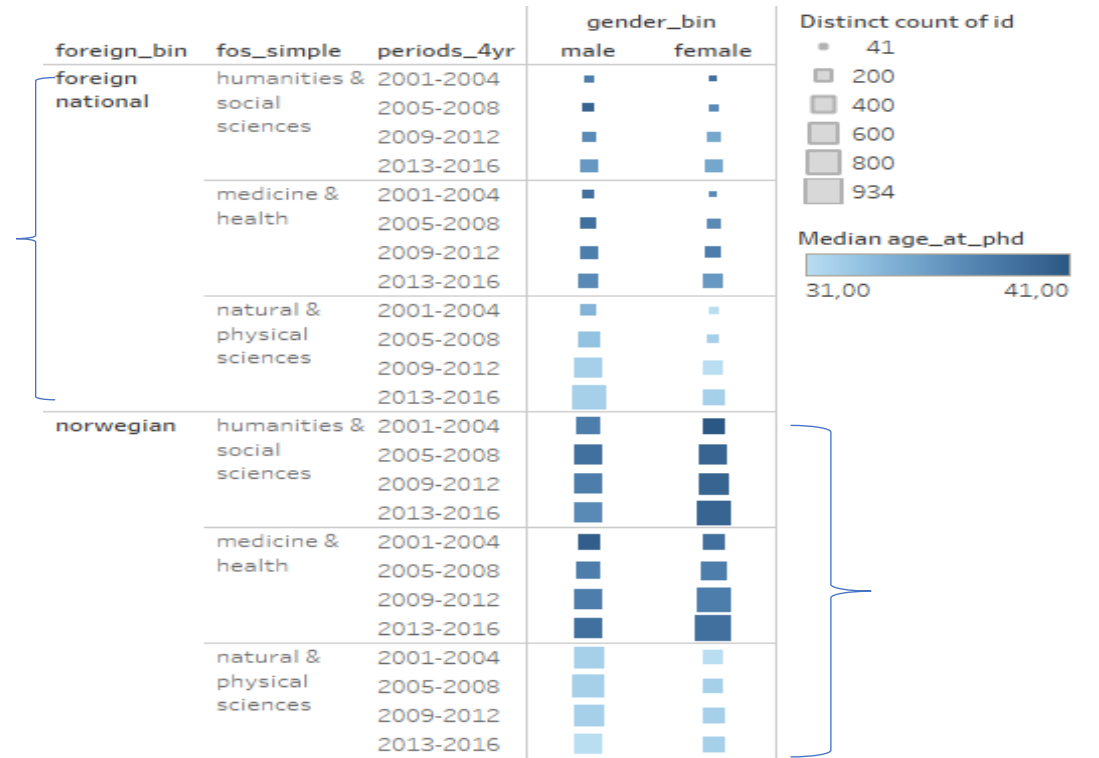 gender_bin
foreign_bin fos_simple periods_4yr male female
foreign humanities & 2001-2004
national social 2005-2008
sciences 2009-2012
2013-2016
medicine & 2001-2004
health 2005-2008
2009-2012
2013-2016
natural & 2001-2004
physical 2005-2008
sciences 2009-2012
2013-2016
norwegian humanities & 2001-2004
social 2005-2008
sciences 2009-2012
2013-2016
medicine & 2001-2004
health 2005-2008
2009-2012
2013-2016
natural & 2001-2004
physical 2005-2008
sciences 2009-2012
2013-2016
Distinct count of id
41
200
400
600
800
934
Median age_at_phd
31,00 41,00